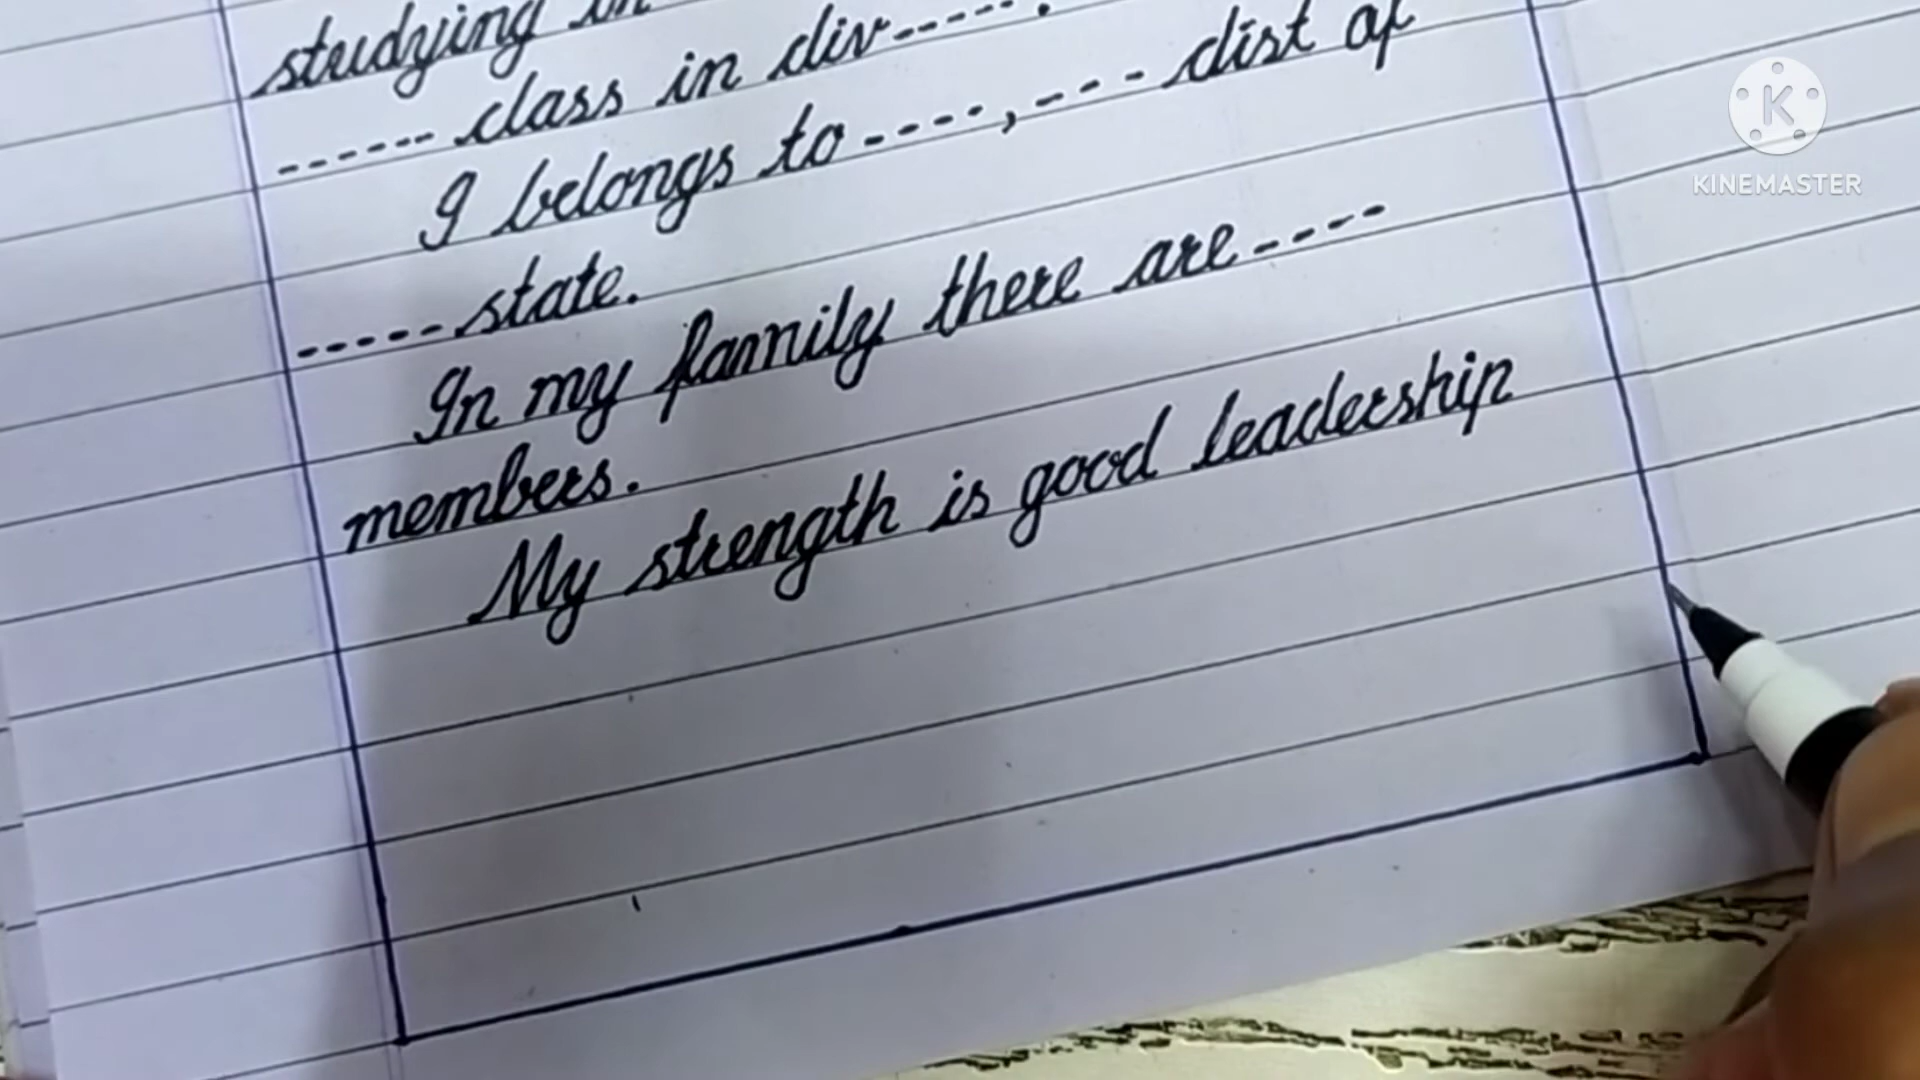 studying in
------ class in div-----.
I belongs to ----, ---- dist of
----- state.
In my family there are ----
members.
My strength is good leadership
K
KINEMASTER